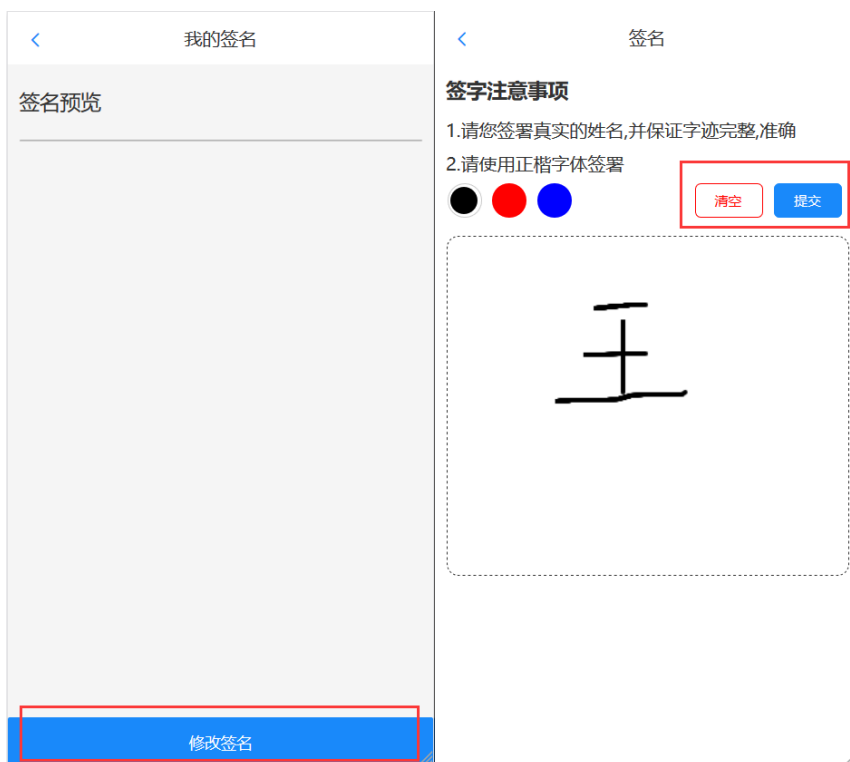 我的签名
签名预览
修改签名
签名
签字注意事项
1.请您签署真实的姓名,并保证字迹完整,准确
2.请使用正楷字体签署
清空
提交
王